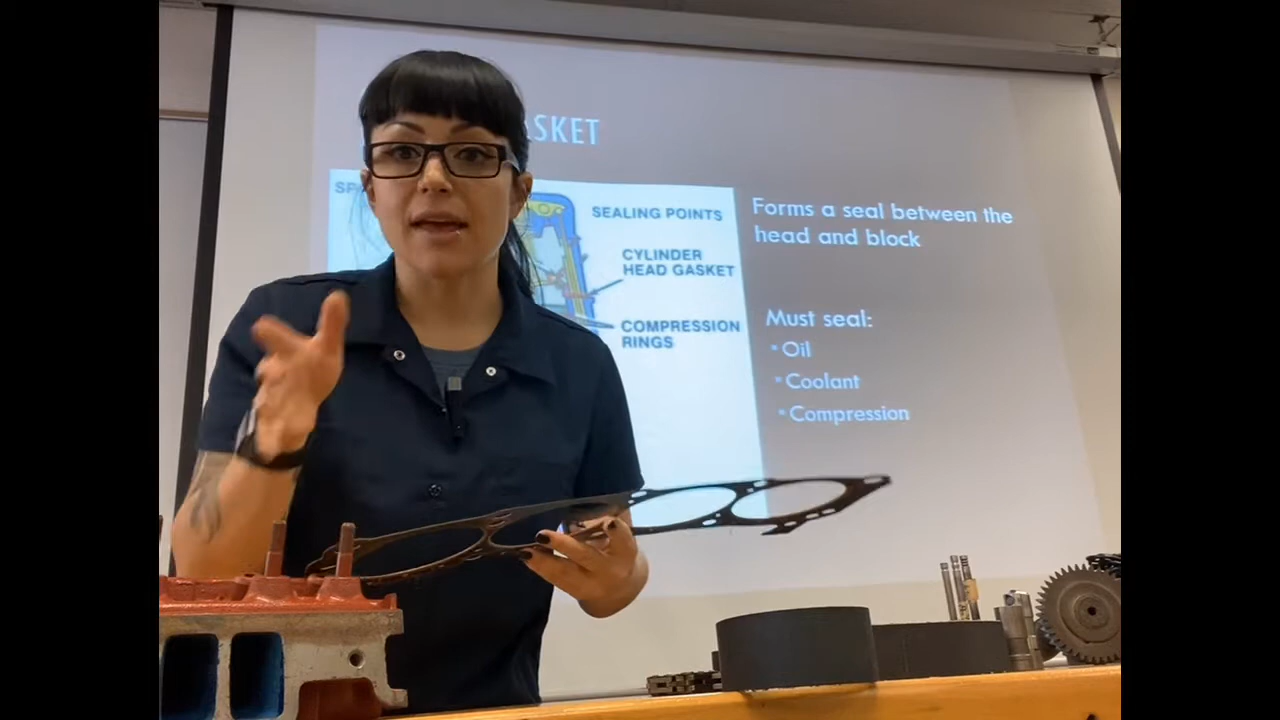 SKET
SEALING POINTS
CYLINDER
HEAD GASKET
COMPRESSION
RINGS
Forms a seal between the
head and block
Must seal:
▪ Oil
▪ Coolant
▪ Compression